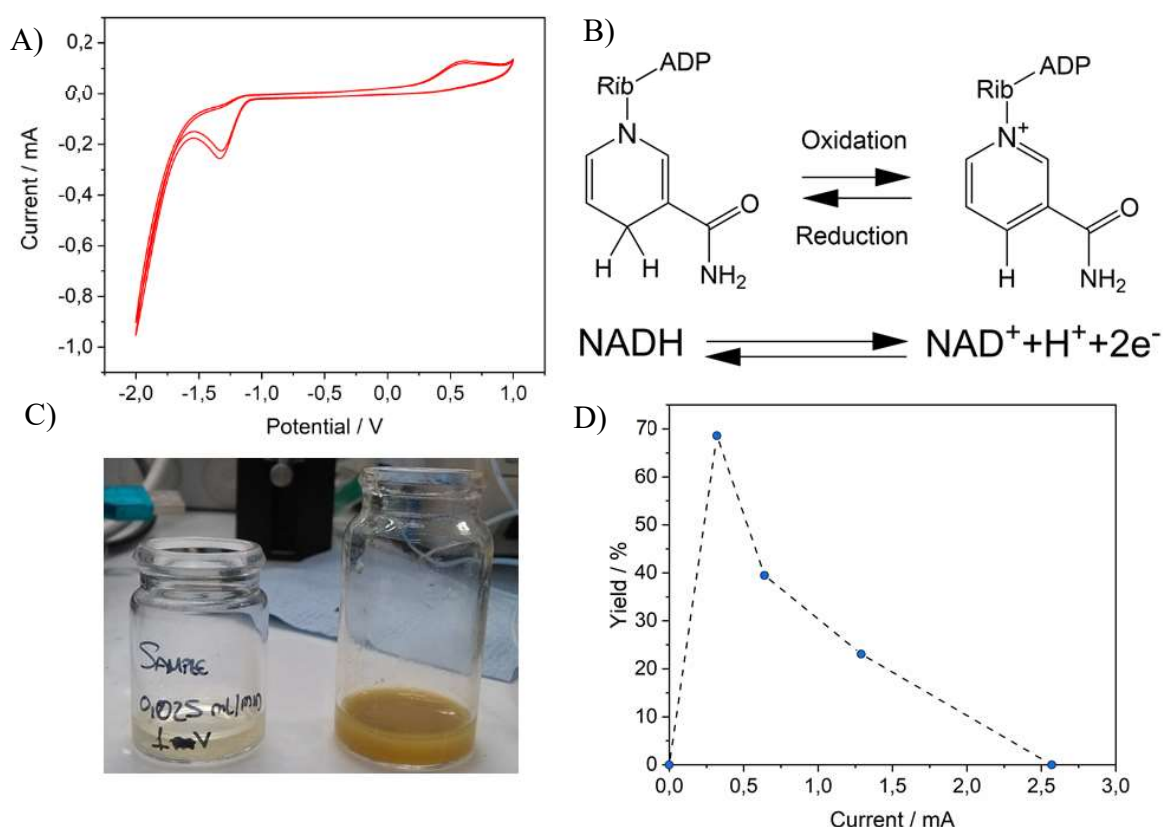 A)
0,2
0,0
-0,2
-0,4
-0,6
-0,8
-1,0
Current / mA
-2,0 -1,5 -1,0 -0,5 0,0 0,5 1,0
Potential / V
B)
Rib ADP
N
O
H H NH₂
Oxidation
Reduction
Rib ADP
N⁺
O
H NH₂
NADH NAD⁺+H⁺+2e⁻
C)
SAMPLE
0,025 mL/min
V
D)
70
60
50
40
30
20
10
0
Yield / %
0,0 0,5 1,0 1,5 2,0 2,5 3,0
Current / mA